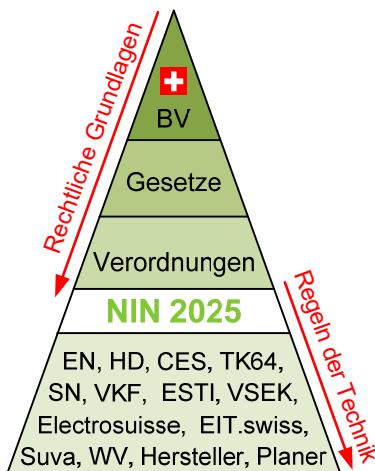 Rechtliche Grundlagen
BV
Gesetze
Verordnungen
NIN 2025
Regeln der Technik
EN, HD, CES, TK64,
SN, VKF, ESTI, VSEK,
Electrosuisse, EIT.swiss,
Suva, WV, Hersteller, Planer